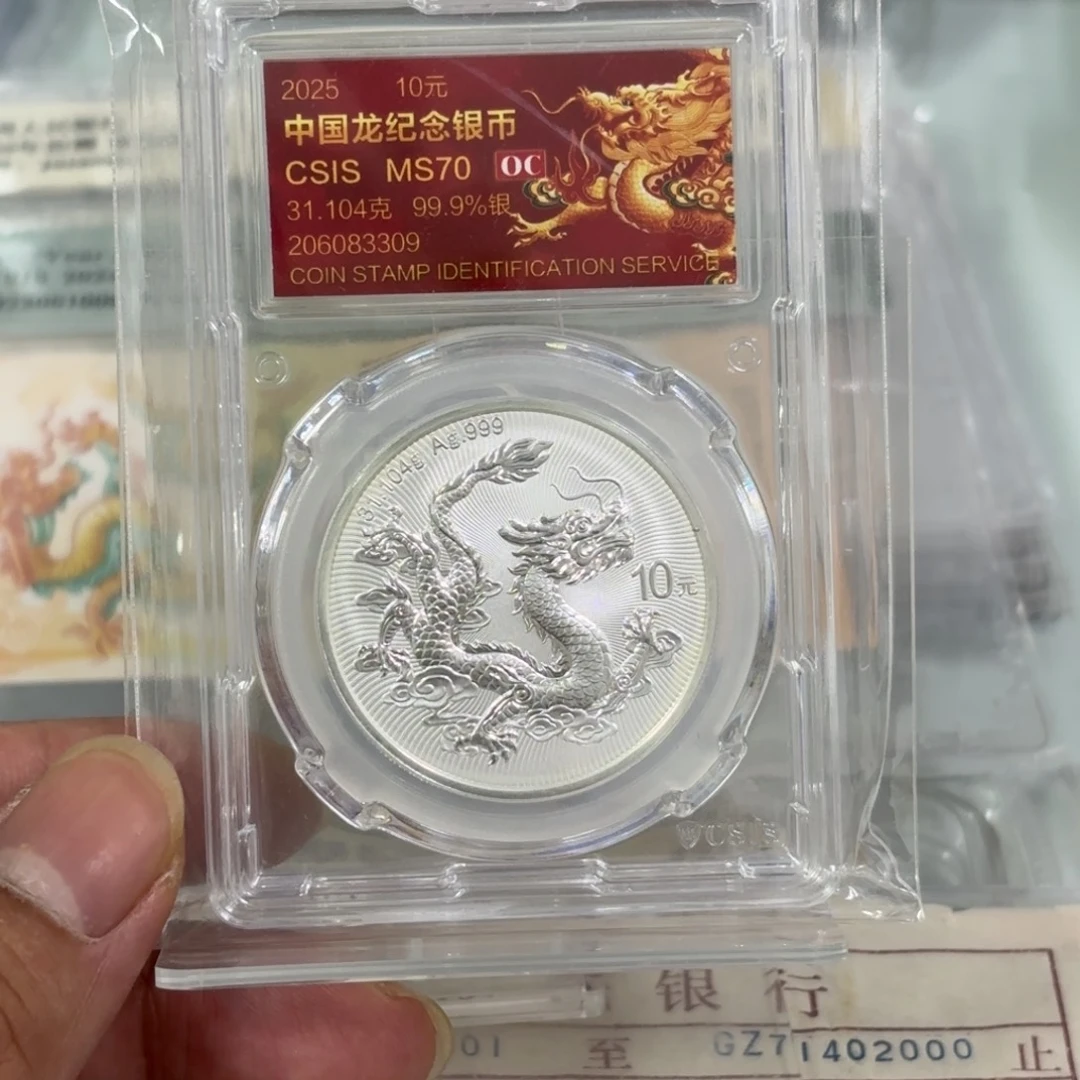 2025 10元
中国龙纪念银币
CSIS MS70 OC
31.104克 99.9%银
206083309
COIN STAMP IDENTIFICATION SERVICE
31.104g Ag.999
10元
银行
01 至 GZ71402000 止